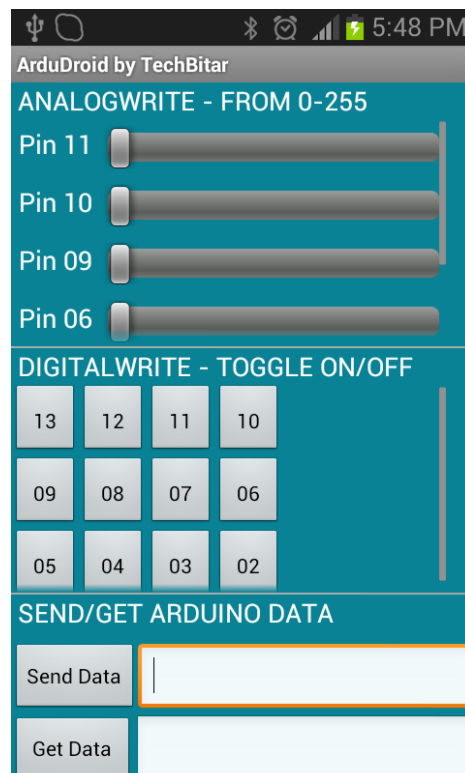 5:48 PM
ArduDroid by TechBitar
ANALOGWRITE - FROM 0-255
Pin 11
Pin 10
Pin 09
Pin 06
DIGITALWRITE - TOGGLE ON/OFF
13 12 11 10
09 08 07 06
05 04 03 02
SEND/GET ARDUINO DATA
Send Data
Get Data